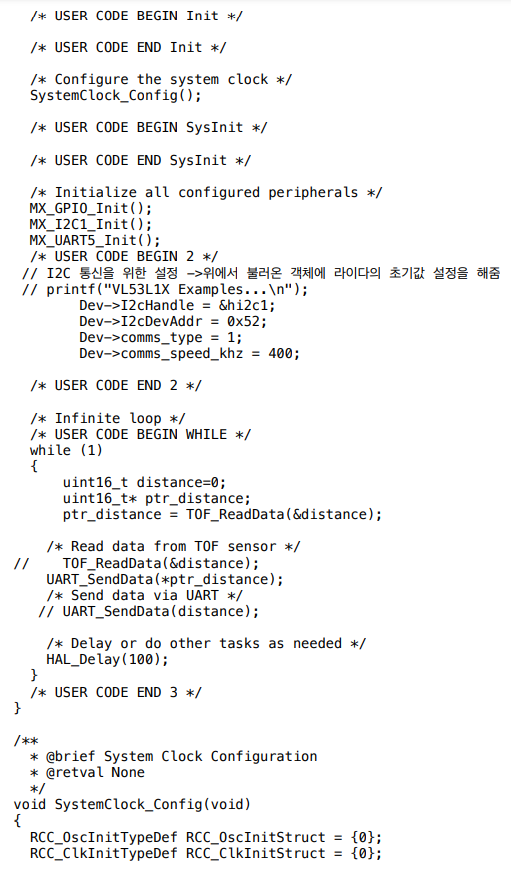 /* USER CODE BEGIN Init */
/* USER CODE END Init */
/* Configure the system clock */
SystemClock_Config();
/* USER CODE BEGIN SysInit */
/* USER CODE END SysInit */
/* Initialize all configured peripherals */
MX_GPIO_Init();
MX_I2C1_Init();
MX_UART5_Init();
/* USER CODE BEGIN 2 */
// I2C 통신을 위한 설정 ->위에서 불러온 객체에 라이다의 초기값 설정을 해줌
// printf("VL53L1X Examples...\n");
Dev->I2cHandle = &hi2c1;
Dev->I2cDevAddr = 0x52;
Dev->comms_type = 1;
Dev->comms_speed_khz = 400;
/* USER CODE END 2 */
/* Infinite loop */
/* USER CODE BEGIN WHILE */
while (1)
{
uint16_t distance=0;
uint16_t* ptr_distance;
ptr_distance = TOF_ReadData(&distance);
/* Read data from TOF sensor */
// TOF_ReadData(&distance);
UART_SendData(*ptr_distance);
/* Send data via UART */
// UART_SendData(distance);
/* Delay or do other tasks as needed */
HAL_Delay(100);
}
/* USER CODE END 3 */
}
/**
* @brief System Clock Configuration
* @retval None
*/
void SystemClock_Config(void)
{
RCC_OscInitTypeDef RCC_OscInitStruct = {0};
RCC_ClkInitTypeDef RCC_ClkInitStruct = {0};